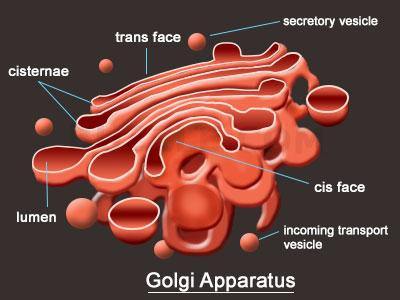 secretory vesicle
trans face
cisternae
cis face
lumen
incoming transport
vesicle
Golgi Apparatus